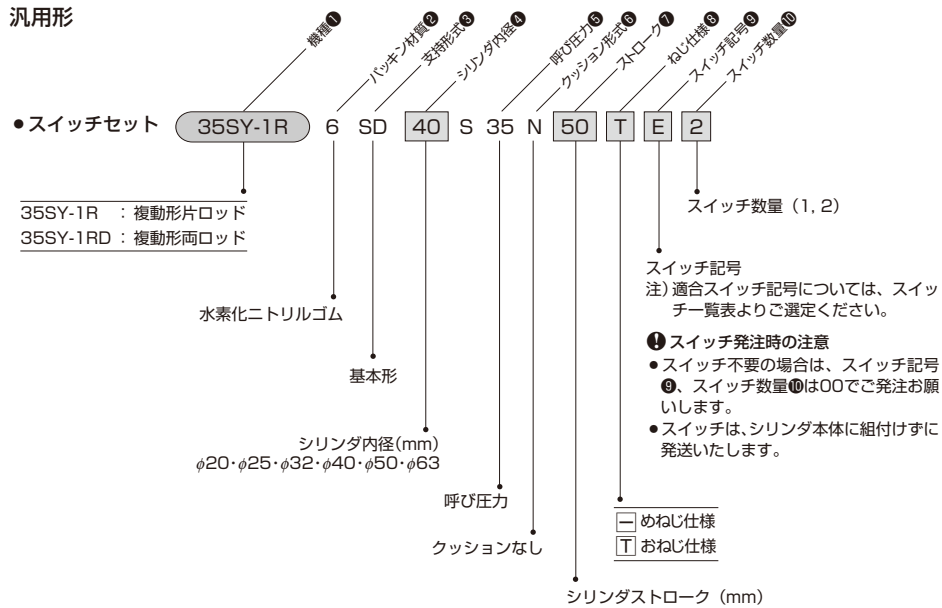 汎用形
機種❶
パッキン材質❷
支持形式❸
シリンダ内径❹
呼び圧力❺
クッション形式❻
ストローク❼
ねじ仕様❽
スイッチ記号❾
スイッチ数量❿
●スイッチセット 35SY-1R 6 SD 40 S 35 N 50 T E 2
35SY-1R ：複動形片ロッド
35SY-1RD：複動形両ロッド
水素化ニトリルゴム
基本形
シリンダ内径(mm)
φ20・φ25・φ32・φ40・φ50・φ63
呼び圧力
クッションなし
シリンダストローク（mm）
ー めねじ仕様
T おねじ仕様
スイッチ数量（1, 2）
スイッチ記号
注）適合スイッチ記号については、スイッ
チ一覧表よりご選定ください。
! スイッチ発注時の注意
●スイッチ不要の場合は、スイッチ記号
❾、スイッチ数量❿は00でご発注お願
いします。
●スイッチは、シリンダ本体に組付けずに
発送いたします。